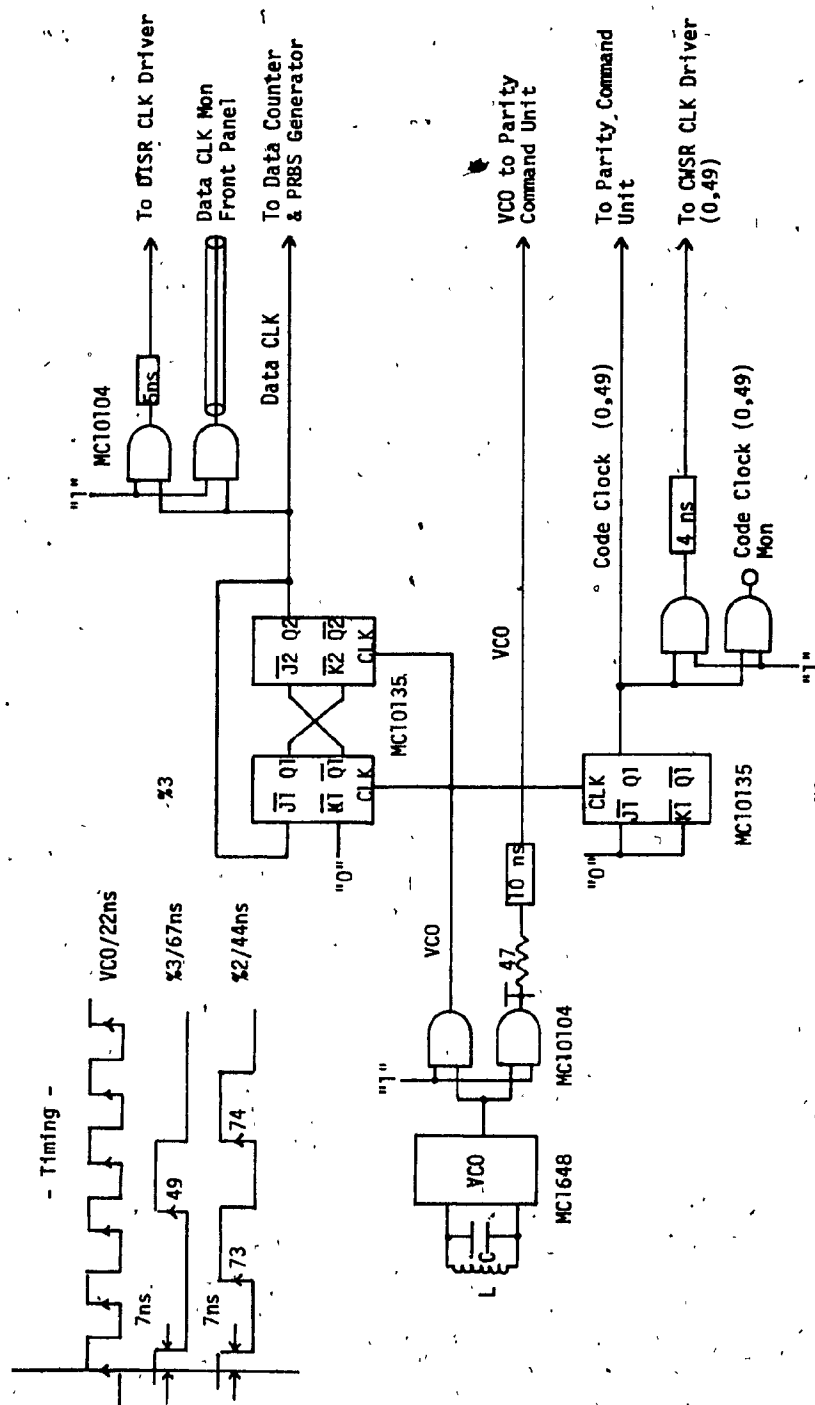 - Timing -
VCO/22ns
%3/67ns
%2/44ns
7ns
49
7ns
73
74
%3
"1"
MC10104
5ns
To DISR CLK Driver
Data CLK Mon
Front Panel
To Data Counter
& PRBS Generator
Data CLK
J1 Q1
K1 Q1
CLK
"0"
J2 Q2
K2 Q2
CLK
MC10135
L
C
VCO
MC1648
"1"
MC10104
VCO
47
10 ns
VCO
VCO to Parity
Command Unit
"0"
CLK
J1 Q1
K1 Q1
MC10135
Code Clock (0,49)
To Parity Command
Unit
4 ns
To CWSR CLK Driver
(0,49)
Code Clock (0,49)
Mon
"1"